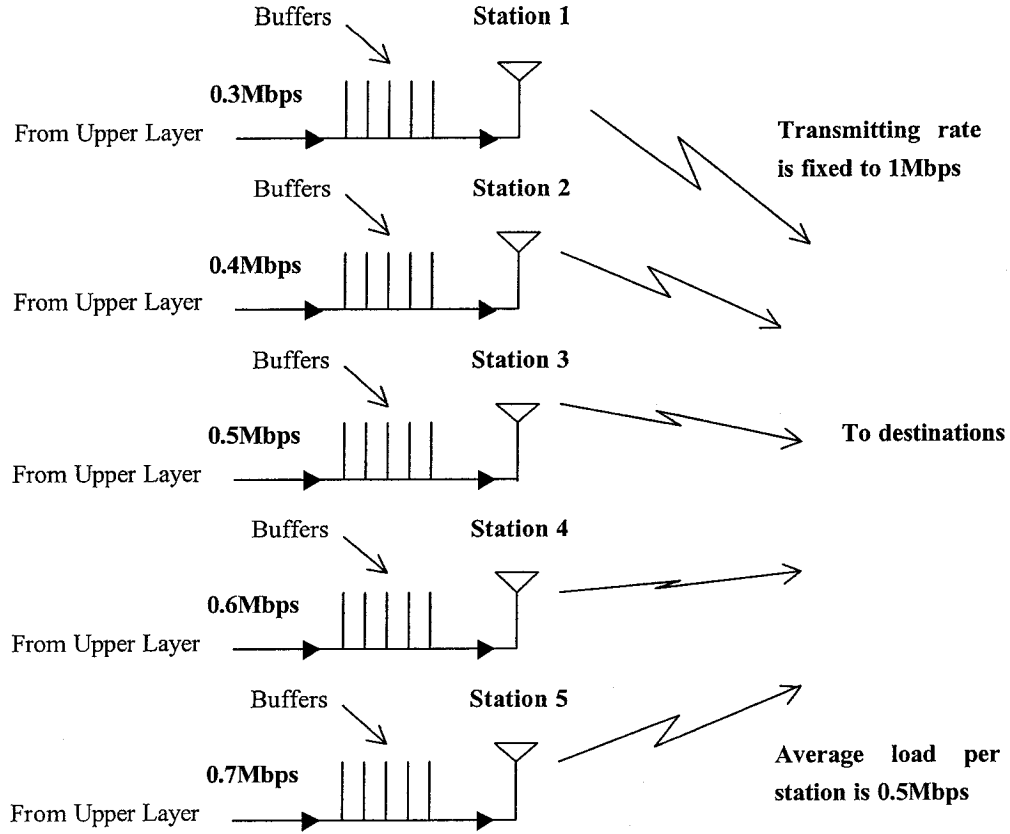 Buffers Station 1
0.3Mbps
From Upper Layer
Transmitting rate
is fixed to 1Mbps
Buffers Station 2
0.4Mbps
From Upper Layer
Buffers Station 3
0.5Mbps
To destinations
From Upper Layer
Buffers Station 4
0.6Mbps
From Upper Layer
Buffers Station 5
0.7Mbps
Average load per
station is 0.5Mbps
From Upper Layer